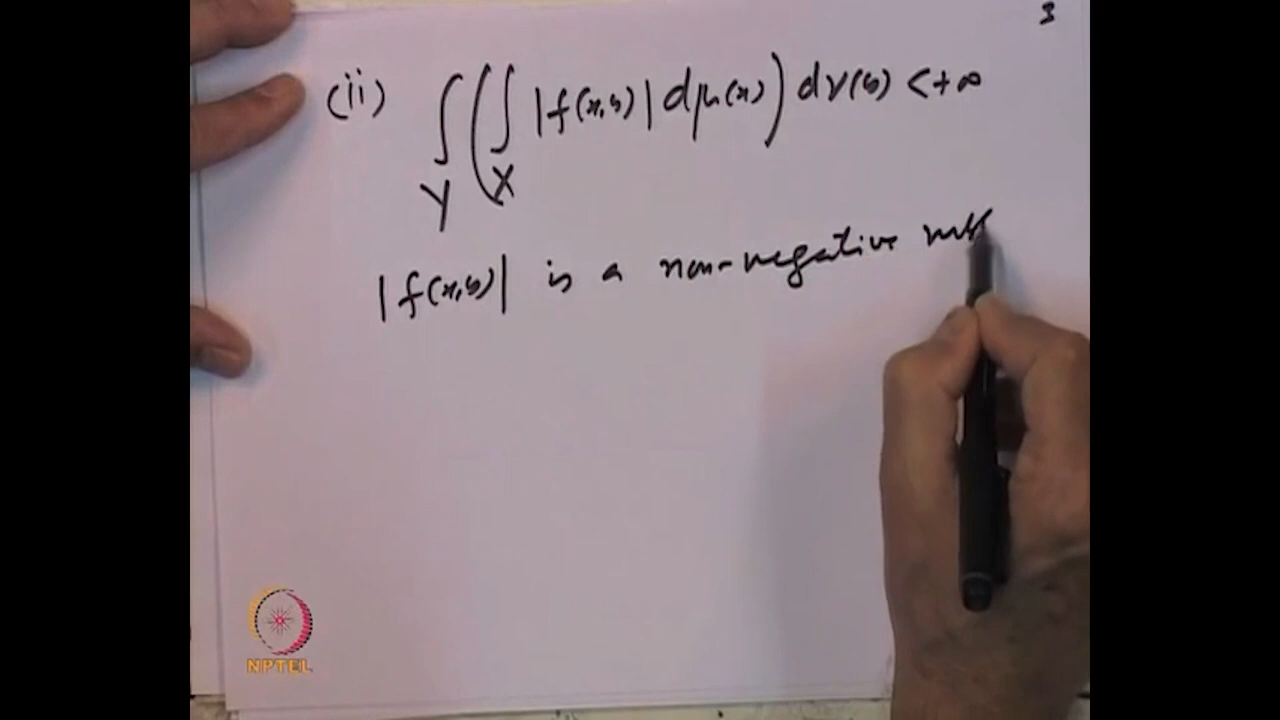 3
(ii) ∫_Y ( ∫_X |f(x,y)| dμ(x) ) dν(y) < +∞
|f(x,y)| is a non-negative
NPTEL